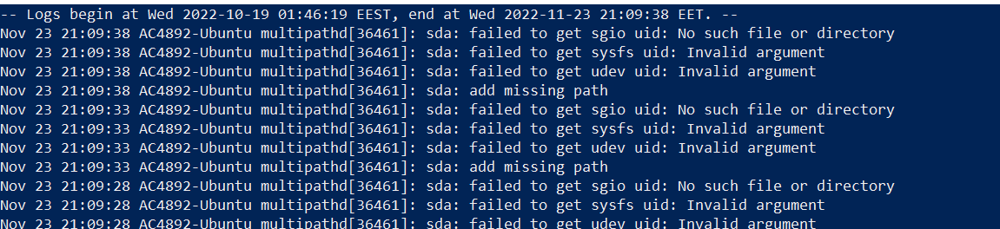 -- Logs begin at Wed 2022-10-19 01:46:19 EEST, end at Wed 2022-11-23 21:09:38 EET. --
Nov 23 21:09:38 AC4892-Ubuntu multipathd[36461]: sda: failed to get sgio uid: No such file or directory
Nov 23 21:09:38 AC4892-Ubuntu multipathd[36461]: sda: failed to get sysfs uid: Invalid argument
Nov 23 21:09:38 AC4892-Ubuntu multipathd[36461]: sda: failed to get udev uid: Invalid argument
Nov 23 21:09:38 AC4892-Ubuntu multipathd[36461]: sda: add missing path
Nov 23 21:09:33 AC4892-Ubuntu multipathd[36461]: sda: failed to get sgio uid: No such file or directory
Nov 23 21:09:33 AC4892-Ubuntu multipathd[36461]: sda: failed to get sysfs uid: Invalid argument
Nov 23 21:09:33 AC4892-Ubuntu multipathd[36461]: sda: failed to get udev uid: Invalid argument
Nov 23 21:09:33 AC4892-Ubuntu multipathd[36461]: sda: add missing path
Nov 23 21:09:28 AC4892-Ubuntu multipathd[36461]: sda: failed to get sgio uid: No such file or directory
Nov 23 21:09:28 AC4892-Ubuntu multipathd[36461]: sda: failed to get sysfs uid: Invalid argument
Nov 23 21:09:28 AC4892-Ubuntu multipathd[36461]: sda: failed to get udev uid: Invalid argument